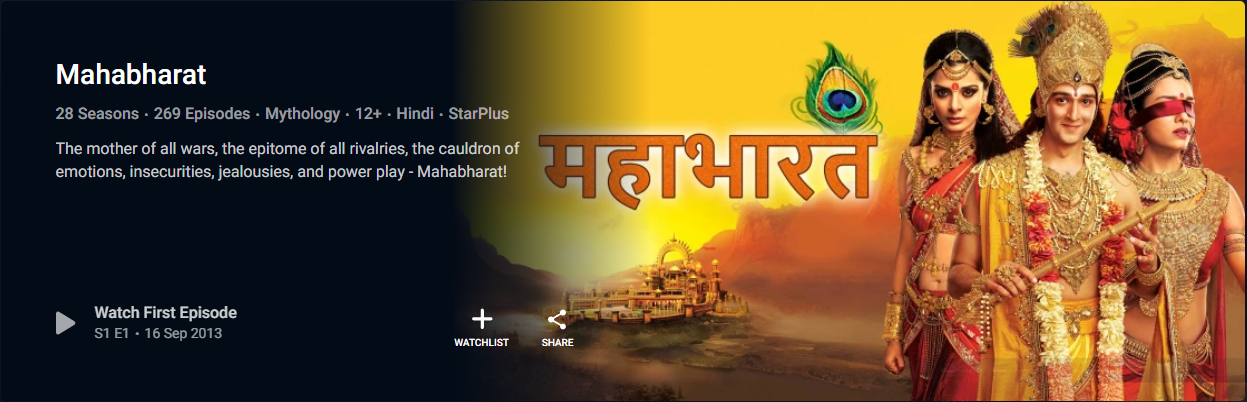 Mahabharat
28 Seasons • 269 Episodes • Mythology • 12+ • Hindi • StarPlus
The mother of all wars, the epitome of all rivalries, the cauldron of
emotions, insecurities, jealousies, and power play - Mahabharat!
महाभारत
Watch First Episode
S1 E1 • 16 Sep 2013
WATCHLIST
SHARE